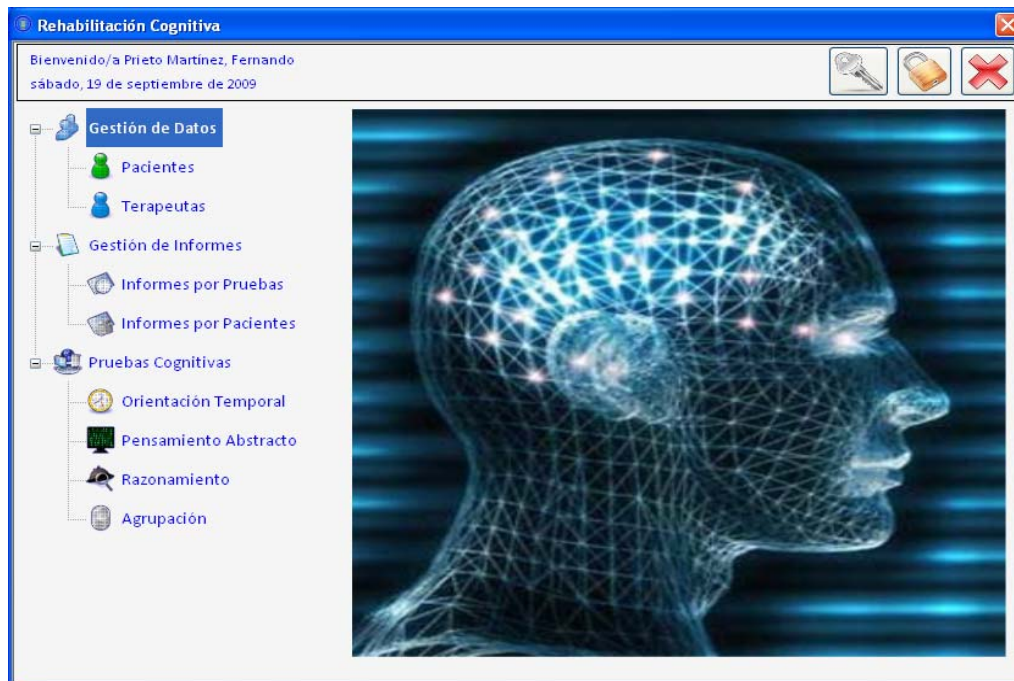 Rehabilitación Cognitiva
Bienvenido/a Prieto Martínez, Fernando
sábado, 19 de septiembre de 2009
Gestión de Datos
Pacientes
Terapeutas
Gestión de Informes
Informes por Pruebas
Informes por Pacientes
Pruebas Cognitivas
Orientación Temporal
Pensamiento Abstracto
Razonamiento
Agrupación